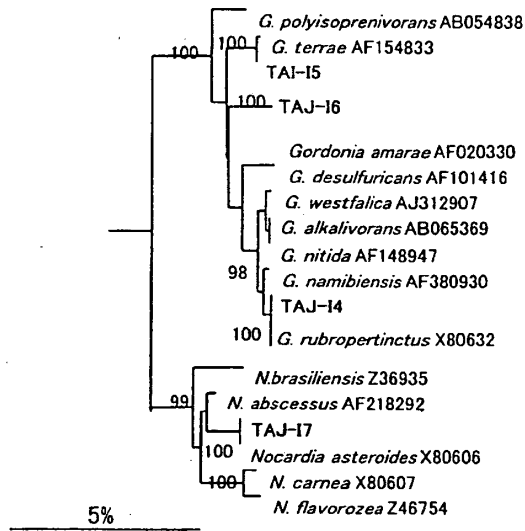 G. polyisoprenivorans AB054838
100
100
G. terrae AF154833
TAI-I5
100
TAJ-I6
Gordonia amarae AF020330
G. desulfuricans AF101416
G. westfalica AJ312907
G. alkalivorans AB065369
G. nitida AF148947
98
G. namibiensis AF380930
TAJ-I4
100
G. rubropertinctus X80632
N.brasiliensis Z36935
99
N. abscessus AF218292
TAJ-I7
100
Nocardia asteroides X80606
100
N. carnea X80607
N. flavorozea Z46754
5%